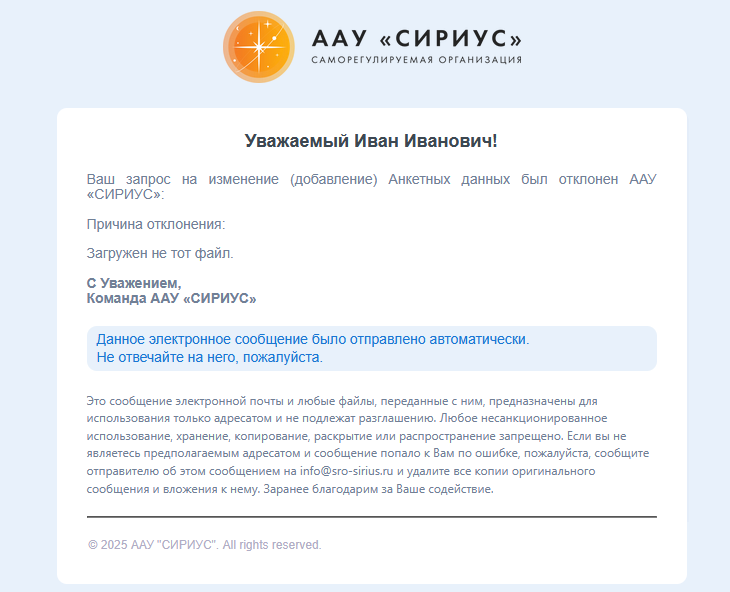 ААУ «СИРИУС»
САМОРЕГУЛИРУЕМАЯ ОРГАНИЗАЦИЯ
Уважаемый Иван Иванович!
Ваш запрос на изменение (добавление) Анкетных данных был отклонен ААУ
«СИРИУС»:
Причина отклонения:
Загружен не тот файл.
С Уважением,
Команда ААУ «СИРИУС»
Данное электронное сообщение было отправлено автоматически.
Не отвечайте на него, пожалуйста.
Это сообщение электронной почты и любые файлы, переданные с ним, предназначены для
использования только адресатом и не подлежат разглашению. Любое несанкционированное
использование, хранение, копирование, раскрытие или распространение запрещено. Если вы не
являетесь предполагаемым адресатом и сообщение попало к Вам по ошибке, пожалуйста, сообщите
отправителю об этом сообщением на info@sro-sirius.ru и удалите все копии оригинального
сообщения и вложения к нему. Заранее благодарим за Ваше содействие.
© 2025 ААУ "СИРИУС". All rights reserved.